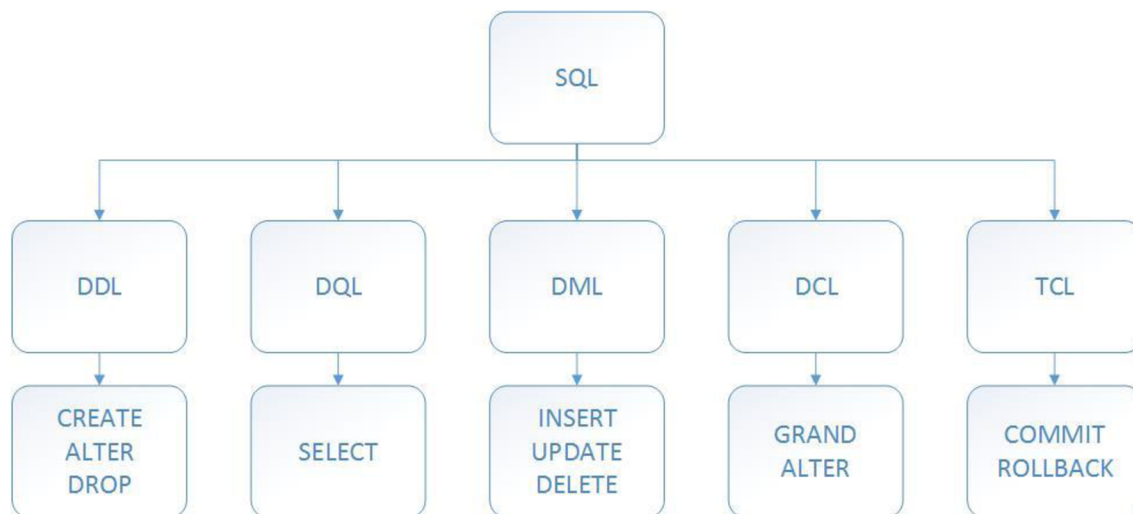 SQL
DDL
DQL
DML
DCL
TCL
CREATE
ALTER
DROP
SELECT
INSERT
UPDATE
DELETE
GRAND
ALTER
COMMIT
ROLLBACK